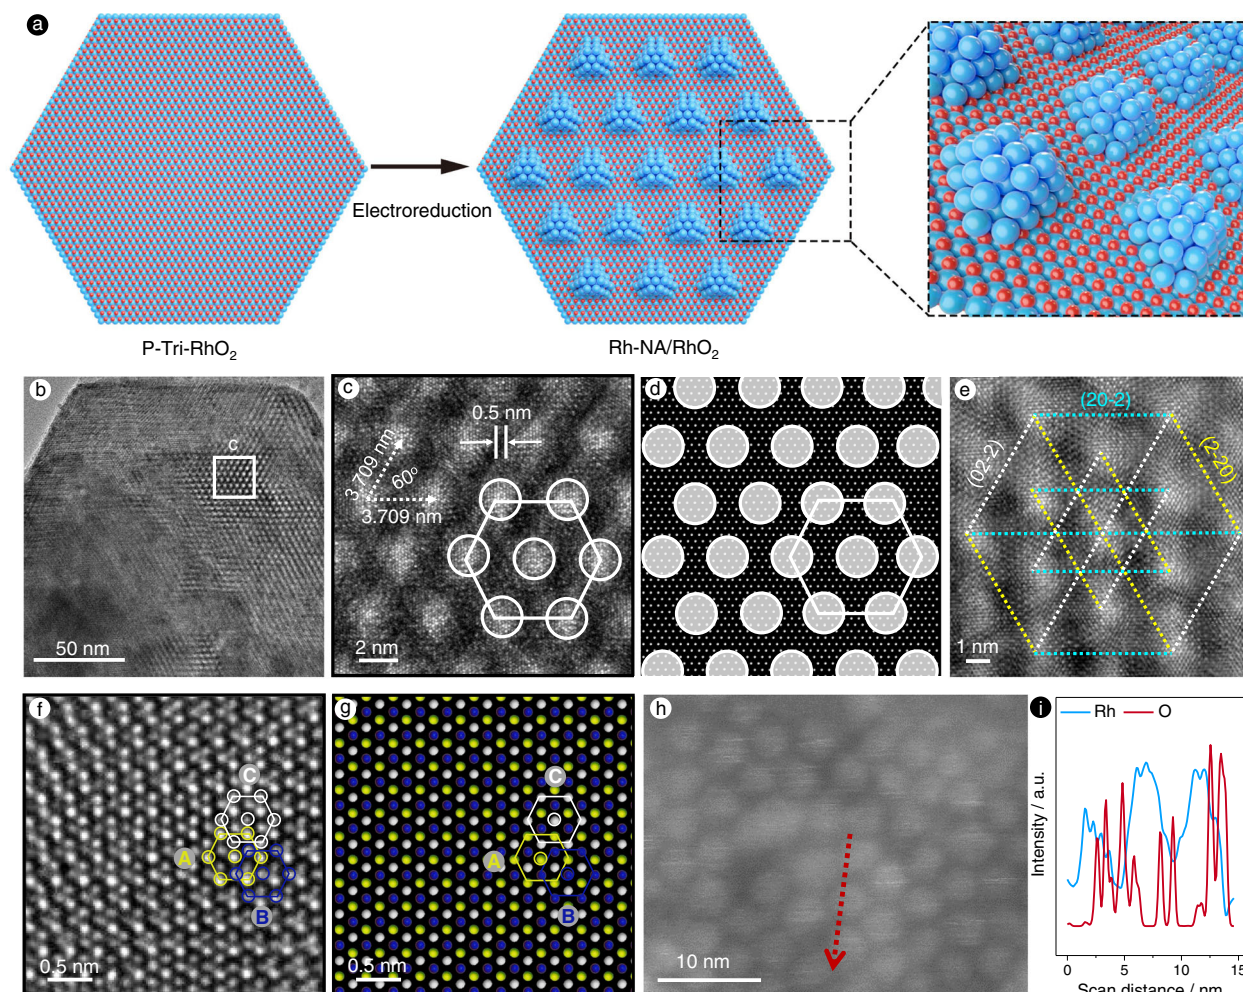 a
Electroreduction
P-Tri-RhO₂
Rh-NA/RhO₂
b
c
50 nm
c
0.5 nm
3.709 nm
60°
3.709 nm
2 nm
d
e
(20-2)
(02-2)
(2-20)
1 nm
f
C
A
B
0.5 nm
g
C
A
B
0.5 nm
h
10 nm
i
Rh
O
Intensity / a.u.
0 5 10 15
Scan distance / nm